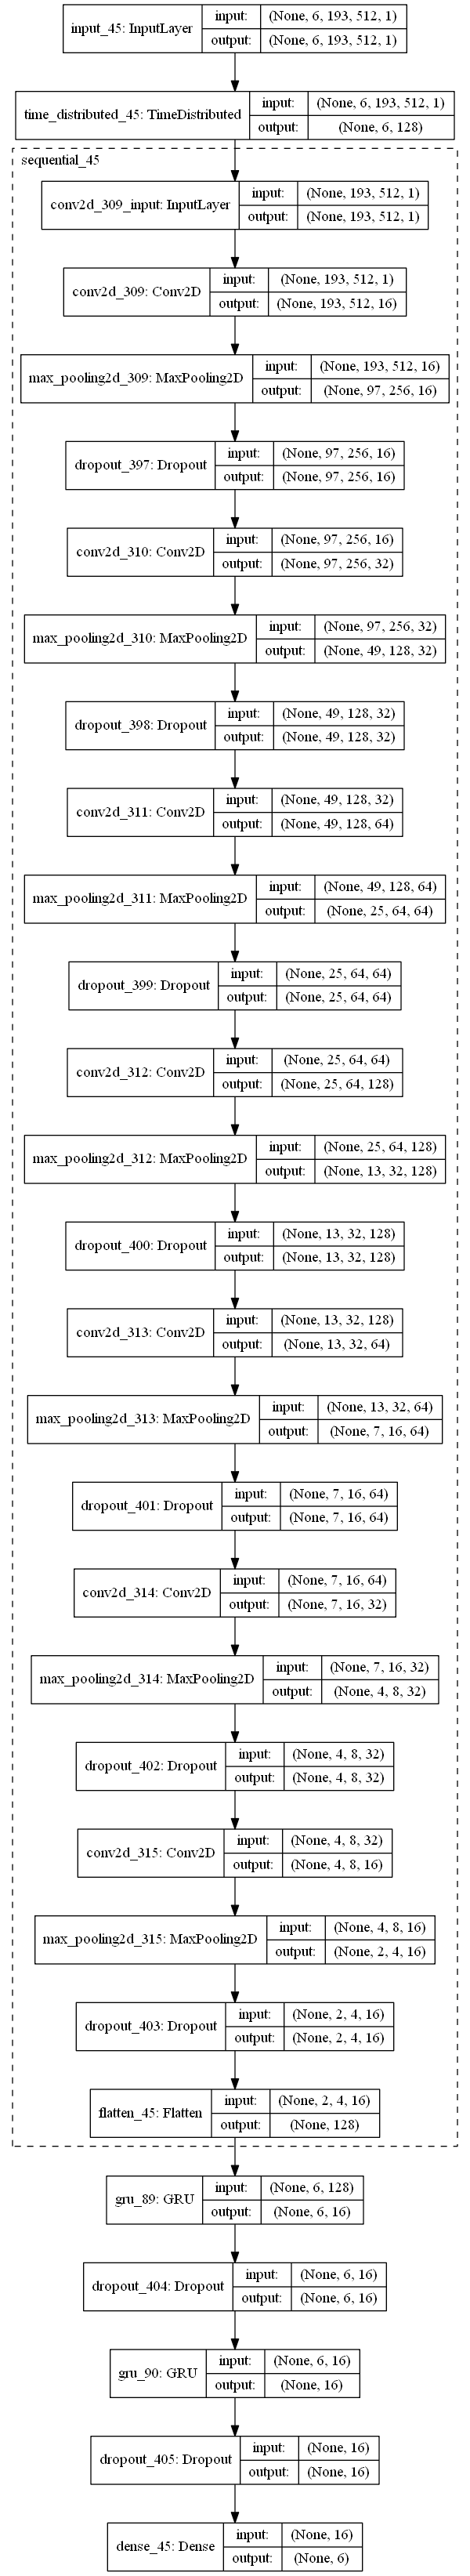 input_45: InputLayer
input: (None, 6, 193, 512, 1)
output: (None, 6, 193, 512, 1)
time_distributed_45: TimeDistributed
input: (None, 6, 193, 512, 1)
output: (None, 6, 128)
sequential_45
conv2d_309_input: InputLayer
input: (None, 193, 512, 1)
output: (None, 193, 512, 1)
conv2d_309: Conv2D
input: (None, 193, 512, 1)
output: (None, 193, 512, 16)
max_pooling2d_309: MaxPooling2D
input: (None, 193, 512, 16)
output: (None, 97, 256, 16)
dropout_397: Dropout
input: (None, 97, 256, 16)
output: (None, 97, 256, 16)
conv2d_310: Conv2D
input: (None, 97, 256, 16)
output: (None, 97, 256, 32)
max_pooling2d_310: MaxPooling2D
input: (None, 97, 256, 32)
output: (None, 49, 128, 32)
dropout_398: Dropout
input: (None, 49, 128, 32)
output: (None, 49, 128, 32)
conv2d_311: Conv2D
input: (None, 49, 128, 32)
output: (None, 49, 128, 64)
max_pooling2d_311: MaxPooling2D
input: (None, 49, 128, 64)
output: (None, 25, 64, 64)
dropout_399: Dropout
input: (None, 25, 64, 64)
output: (None, 25, 64, 64)
conv2d_312: Conv2D
input: (None, 25, 64, 64)
output: (None, 25, 64, 128)
max_pooling2d_312: MaxPooling2D
input: (None, 25, 64, 128)
output: (None, 13, 32, 128)
dropout_400: Dropout
input: (None, 13, 32, 128)
output: (None, 13, 32, 128)
conv2d_313: Conv2D
input: (None, 13, 32, 128)
output: (None, 13, 32, 64)
max_pooling2d_313: MaxPooling2D
input: (None, 13, 32, 64)
output: (None, 7, 16, 64)
dropout_401: Dropout
input: (None, 7, 16, 64)
output: (None, 7, 16, 64)
conv2d_314: Conv2D
input: (None, 7, 16, 64)
output: (None, 7, 16, 32)
max_pooling2d_314: MaxPooling2D
input: (None, 7, 16, 32)
output: (None, 4, 8, 32)
dropout_402: Dropout
input: (None, 4, 8, 32)
output: (None, 4, 8, 32)
conv2d_315: Conv2D
input: (None, 4, 8, 32)
output: (None, 4, 8, 16)
max_pooling2d_315: MaxPooling2D
input: (None, 4, 8, 16)
output: (None, 2, 4, 16)
dropout_403: Dropout
input: (None, 2, 4, 16)
output: (None, 2, 4, 16)
flatten_45: Flatten
input: (None, 2, 4, 16)
output: (None, 128)
gru_89: GRU
input: (None, 6, 128)
output: (None, 6, 16)
dropout_404: Dropout
input: (None, 6, 16)
output: (None, 6, 16)
gru_90: GRU
input: (None, 6, 16)
output: (None, 16)
dropout_405: Dropout
input: (None, 16)
output: (None, 16)
dense_45: Dense
input: (None, 16)
output: (None, 6)